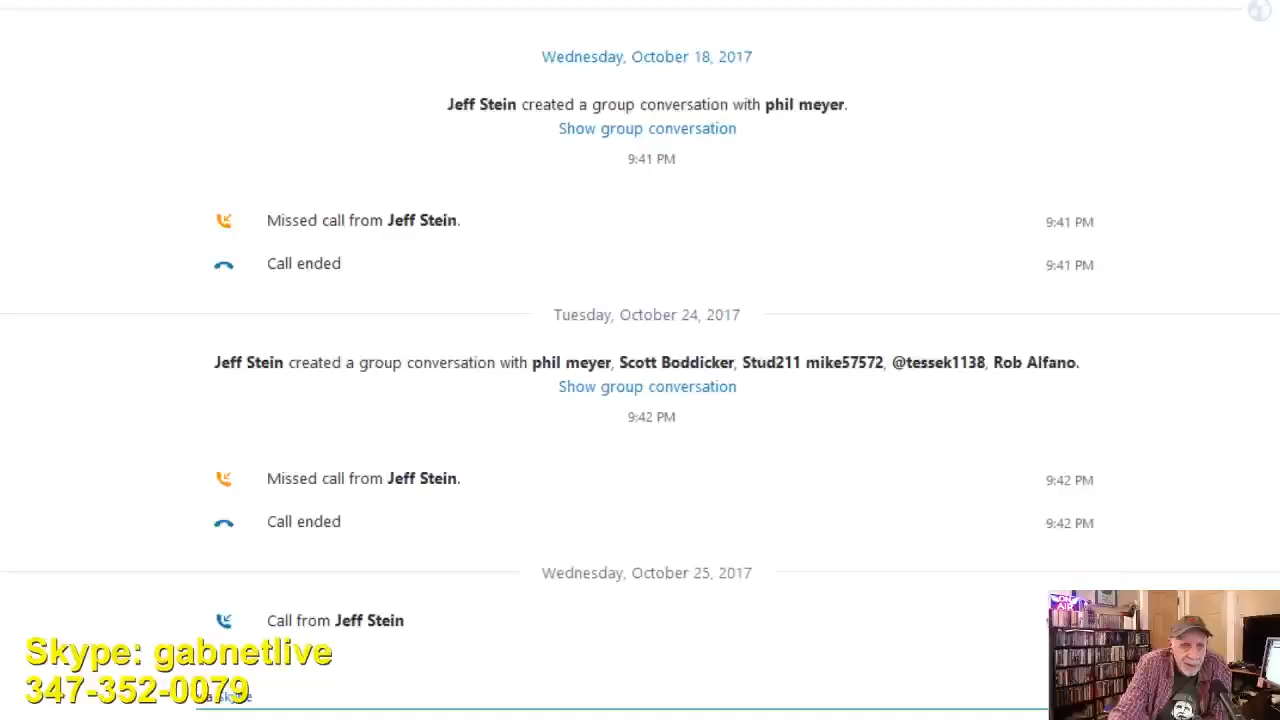 Wednesday, October 18, 2017
Jeff Stein created a group conversation with phil meyer.
Show group conversation
9:41 PM
Missed call from Jeff Stein. 9:41 PM
Call ended 9:41 PM
Tuesday, October 24, 2017
Jeff Stein created a group conversation with phil meyer, Scott Boddicker, Stud211 mike57572, @tessek1138, Rob Alfano.
Show group conversation
9:42 PM
Missed call from Jeff Stein. 9:42 PM
Call ended 9:42 PM
Wednesday, October 25, 2017
Call from Jeff Stein
Skype: gabnetlive
347-352-0079
ON AIR